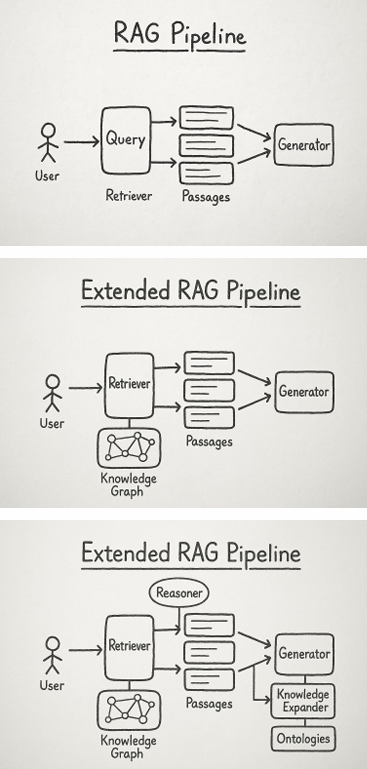 RAG Pipeline
Query
Generator
User
Retriever
Passages
Extended RAG Pipeline
Retriever
Generator
User
Passages
Knowledge
Graph
Extended RAG Pipeline
Reasoner
Retriever
Generator
User
Passages
Knowledge
Expander
Knowledge
Graph
Ontologies